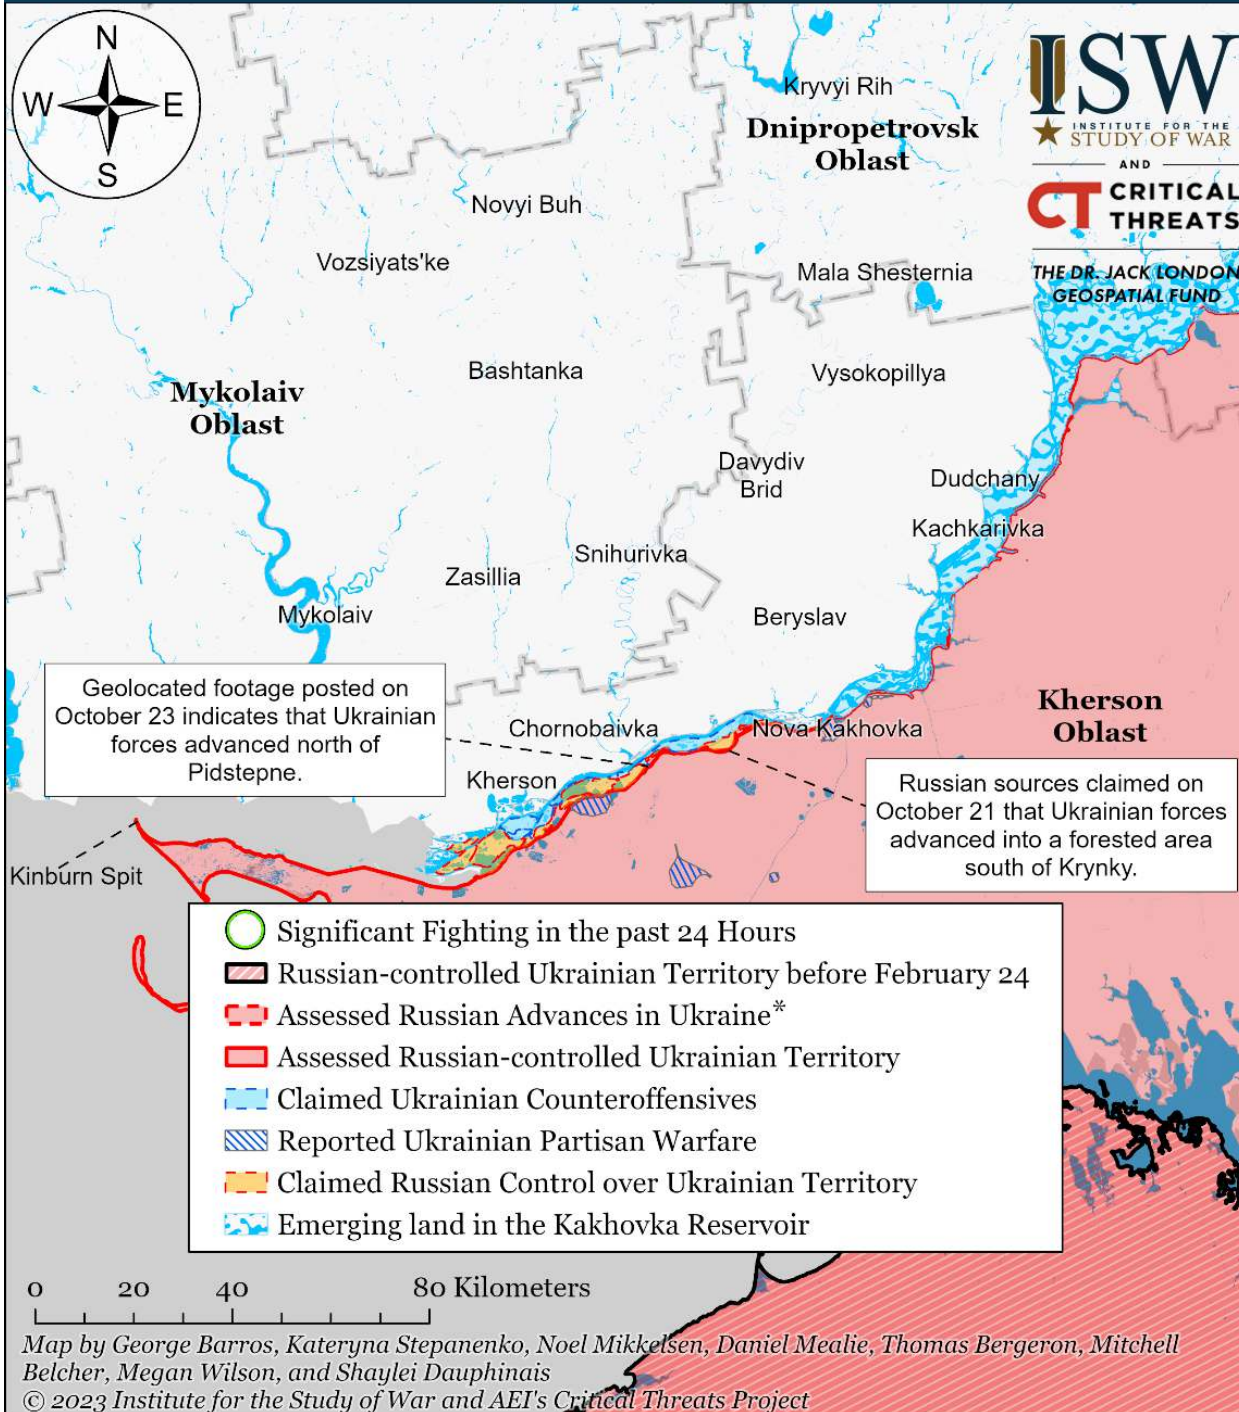 N
W
E
S
ISW
INSTITUTE FOR THE
STUDY OF WAR
AND
CT CRITICAL
THREATS
THE DR. JACK LONDON
GEOSPATIAL FUND
Kryvyi Rih
Dnipropetrovsk
Oblast
Novyi Buh
Vozsiyats'ke
Mala Shesternia
Bashtanka
Vysokopillya
Mykolaiv
Oblast
Davydiv
Brid
Dudchany
Kachkarivka
Snihurivka
Zasillia
Mykolaiv
Beryslav
Geolocated footage posted on
October 23 indicates that Ukrainian
forces advanced north of
Pidstepne.
Kherson
Oblast
Chornobaivka
Nova Kakhovka
Kherson
Russian sources claimed on
October 21 that Ukrainian forces
advanced into a forested area
south of Krynky.
Kinburn Spit
Significant Fighting in the past 24 Hours
Russian-controlled Ukrainian Territory before February 24
Assessed Russian Advances in Ukraine*
Assessed Russian-controlled Ukrainian Territory
Claimed Ukrainian Counteroffensives
Reported Ukrainian Partisan Warfare
Claimed Russian Control over Ukrainian Territory
Emerging land in the Kakhovka Reservoir
0 20 40 80 Kilometers
Map by George Barros, Kateryna Stepanenko, Noel Mikkelsen, Daniel Mealie, Thomas Bergeron, Mitchell
Belcher, Megan Wilson, and Shaylei Dauphinais
© 2023 Institute for the Study of War and AEI's Critical Threats Project